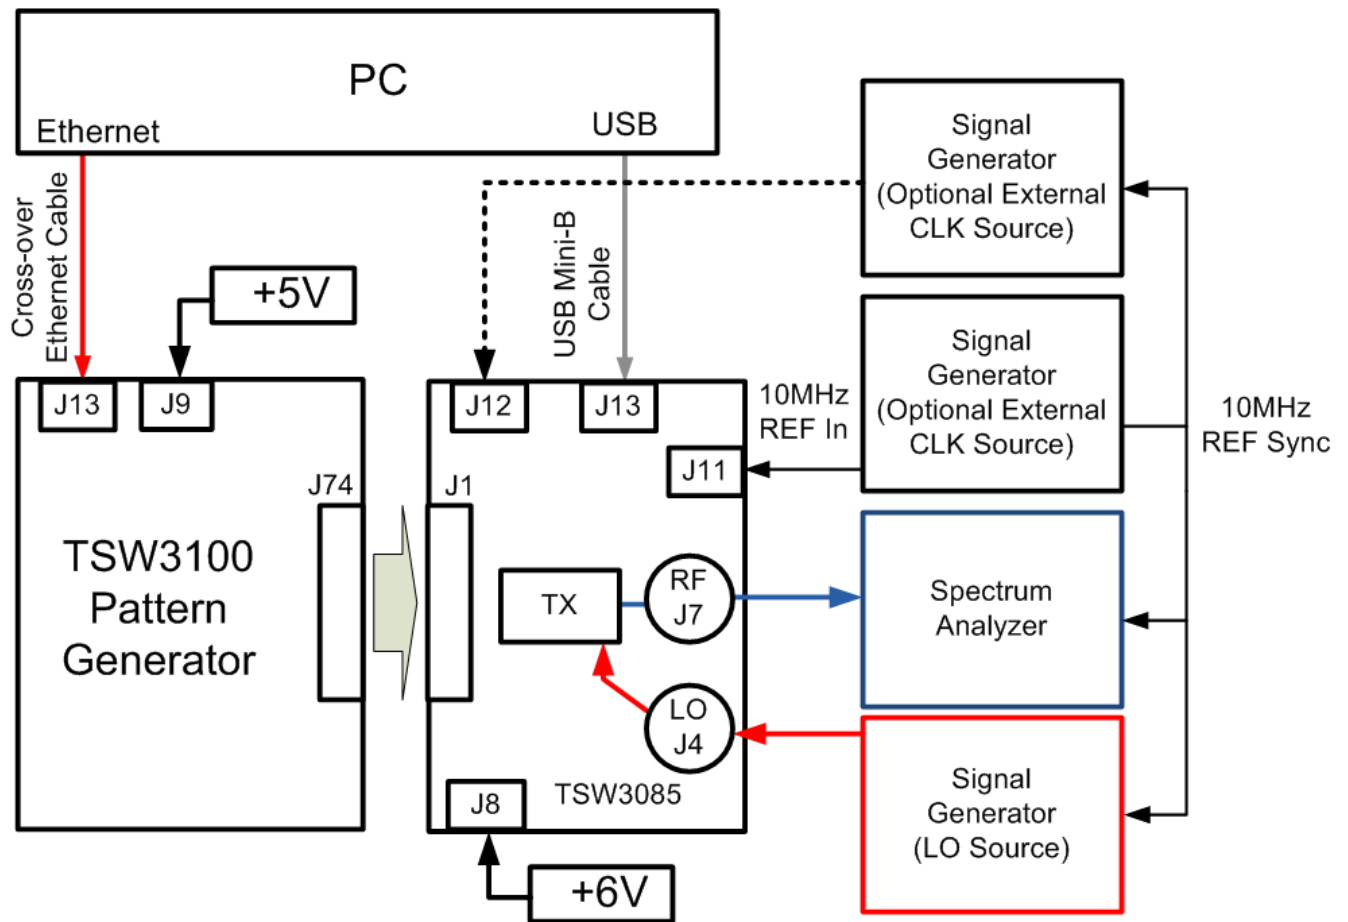 PC
Ethernet
USB
Cross-over
Ethernet Cable
USB Mini-B
Cable
+5V
J13
J9
J74
TSW3100
Pattern
Generator
J12
J13
J1
J11
10MHz
REF In
TX
RF
J7
LO
J4
J8
TSW3085
+6V
Signal
Generator
(Optional External
CLK Source)
Signal
Generator
(Optional External
CLK Source)
10MHz
REF Sync
Spectrum
Analyzer
Signal
Generator
(LO Source)